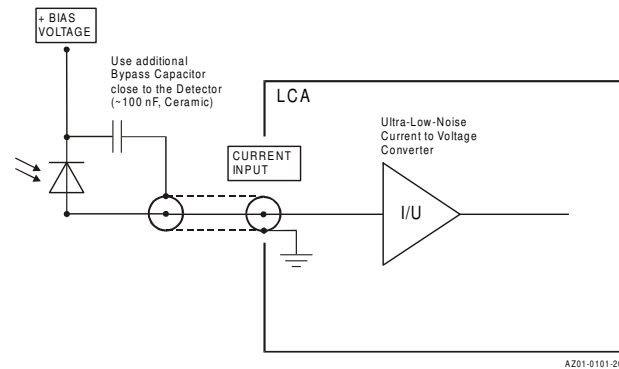 + BIAS
VOLTAGE
Use additional
Bypass Capacitor
close to the Detector
(~100 nF, Ceramic)
LCA
CURRENT
INPUT
Ultra-Low-Noise
Current to Voltage
Converter
I/U